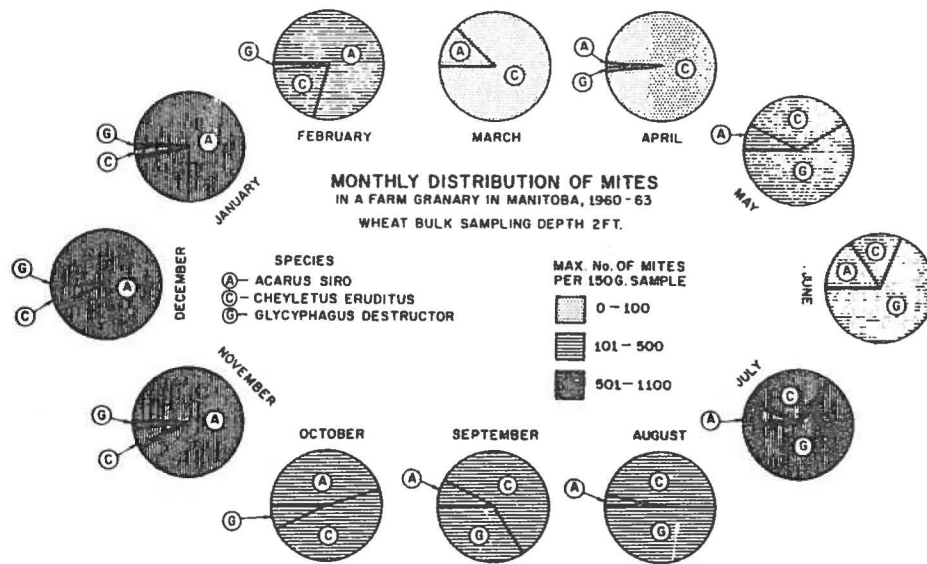 G
A
C
FEBRUARY
A
C
MARCH
A
G
C
APRIL
G
C
A
JANUARY
A
C
G
MAY
MONTHLY DISTRIBUTION OF MITES
IN A FARM GRANARY IN MANITOBA, 1960-63
WHEAT BULK SAMPLING DEPTH 2FT.
G
C
A
DECEMBER
SPECIES
A - ACARUS SIRO
C - CHEYLETUS ERUDITUS
G - GLYCYPHAGUS DESTRUCTOR
MAX. No. OF MITES
PER 150G. SAMPLE
0-100
101-500
501-1100
A
C
G
JUNE
G
C
A
NOVEMBER
A
C
G
JULY
OCTOBER
A
G
C
SEPTEMBER
A
C
G
AUGUST
A
C
G